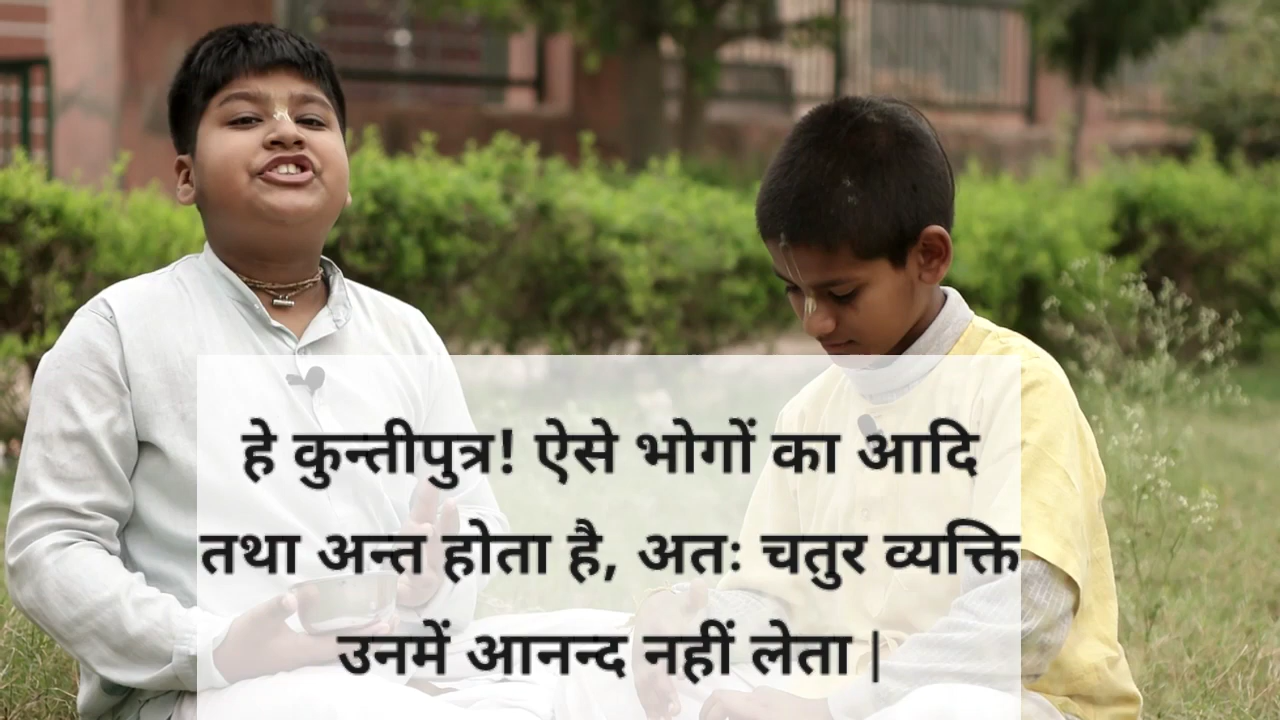 हे कुन्तीपुत्र! ऐसे भोगों का आदि
तथा अन्त होता है, अतः चतुर व्यक्ति
उनमें आनन्द नहीं लेता |